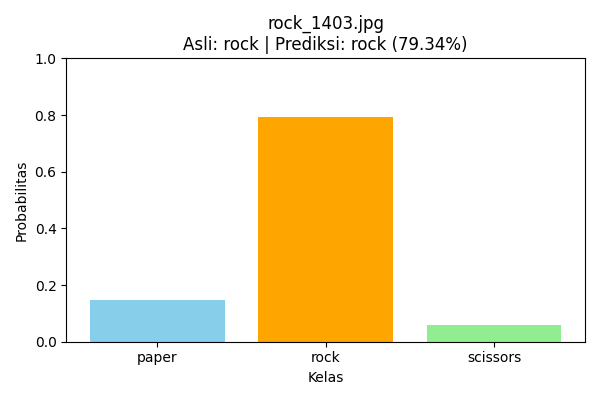 rock_1403.jpg
Asli: rock | Prediksi: rock (79.34%)
1.0
0.8
0.6
0.4
0.2
0.0
Probabilitas
paper rock scissors
Kelas